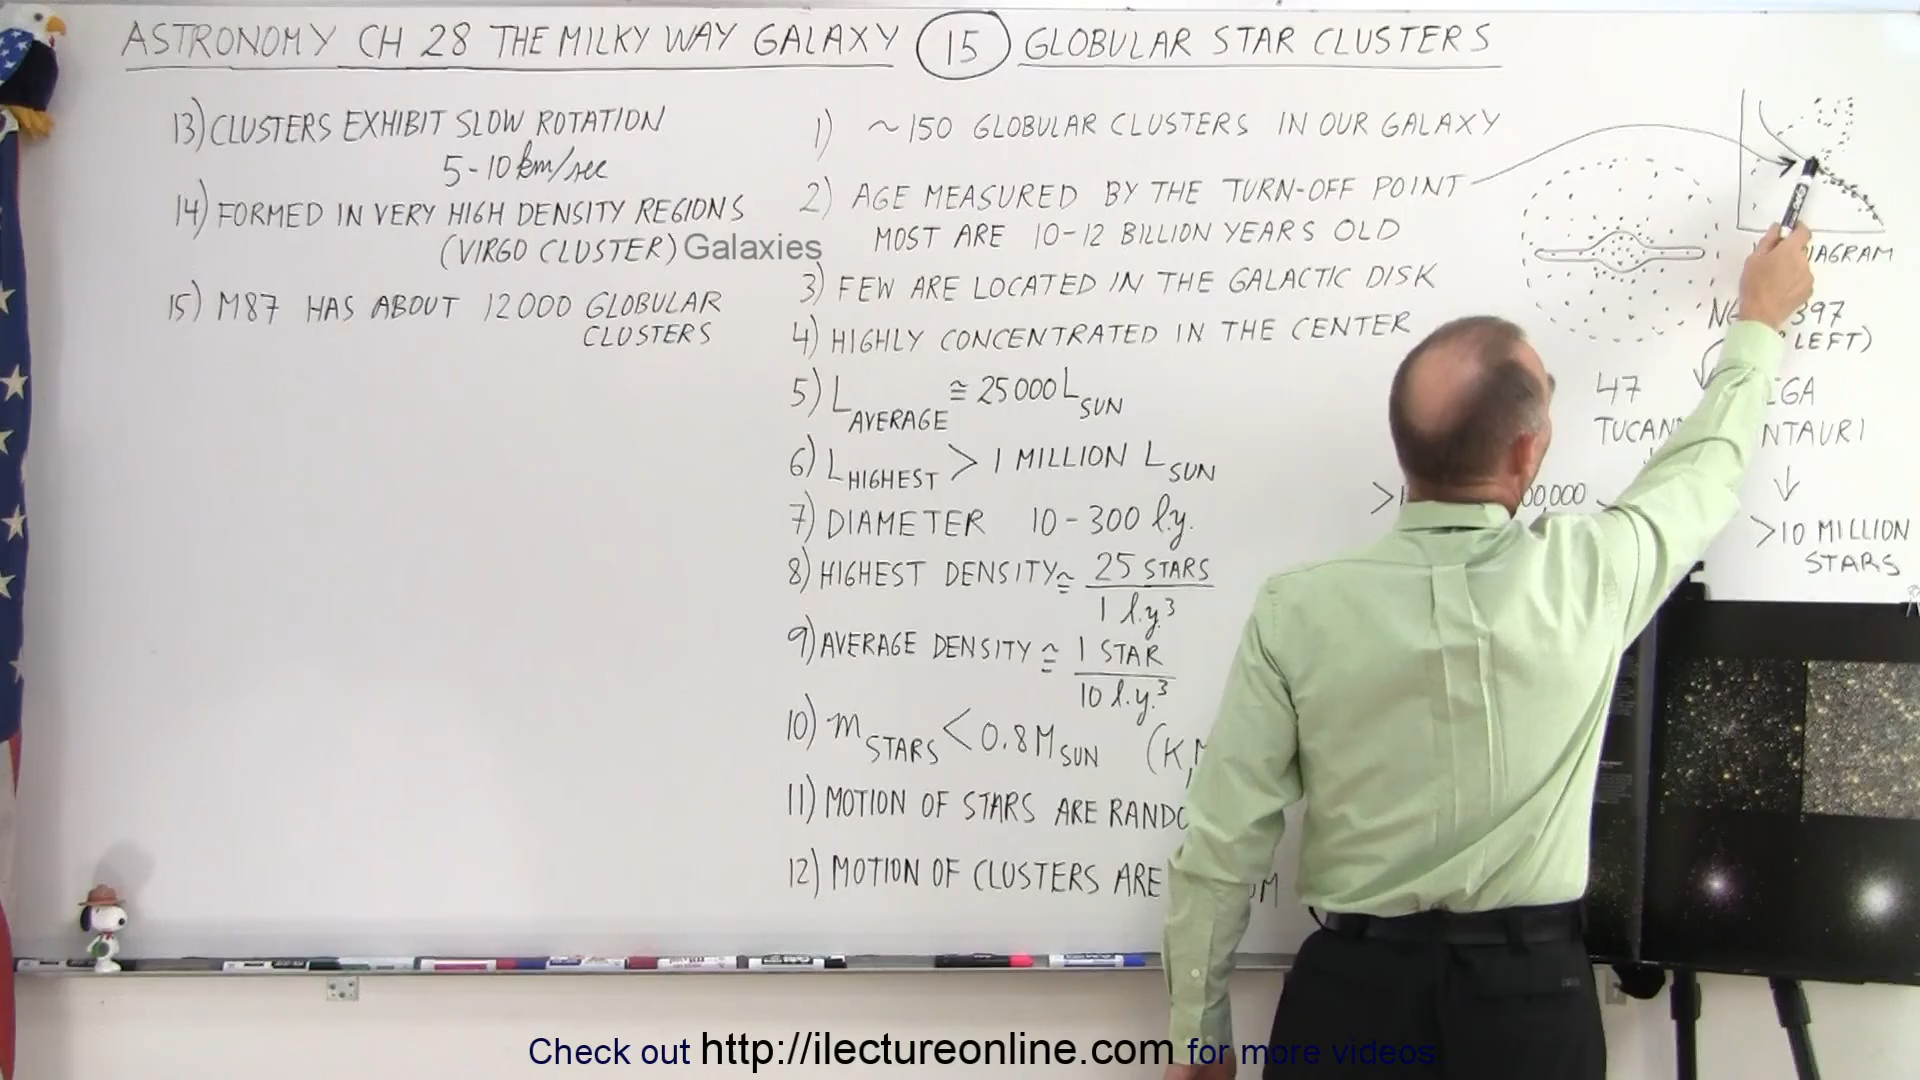 ASTRONOMY CH 28 THE MILKY WAY GALAXY 15 GLOBULAR STAR CLUSTERS
13) CLUSTERS EXHIBIT SLOW ROTATION
5-10 km/sec
14) FORMED IN VERY HIGH DENSITY REGIONS
(VIRGO CLUSTER) Galaxies
15) M87 HAS ABOUT 12000 GLOBULAR
CLUSTERS
1) ~150 GLOBULAR CLUSTERS IN OUR GALAXY
2) AGE MEASURED BY THE TURN-OFF POINT
MOST ARE 10-12 BILLION YEARS OLD
3) FEW ARE LOCATED IN THE GALACTIC DISK
4) HIGHLY CONCENTRATED IN THE CENTER
5) L AVERAGE ≅ 25000 L SUN
6) L HIGHEST > 1 MILLION L SUN
7) DIAMETER 10-300 l.y.
8) HIGHEST DENSITY ≅ 25 STARS
1 l.y.³
9) AVERAGE DENSITY ≅ 1 STAR
10 l.y.³
10) m STARS < 0.8 M SUN (K,
11) MOTION OF STARS ARE RANDO
12) MOTION OF CLUSTERS ARE
IAGRAM
397
LEFT)
47
TUCAN
EGA
NTAURI
00,000
>10 MILLION
STARS
Check out http://ilectureonline.com for more videos